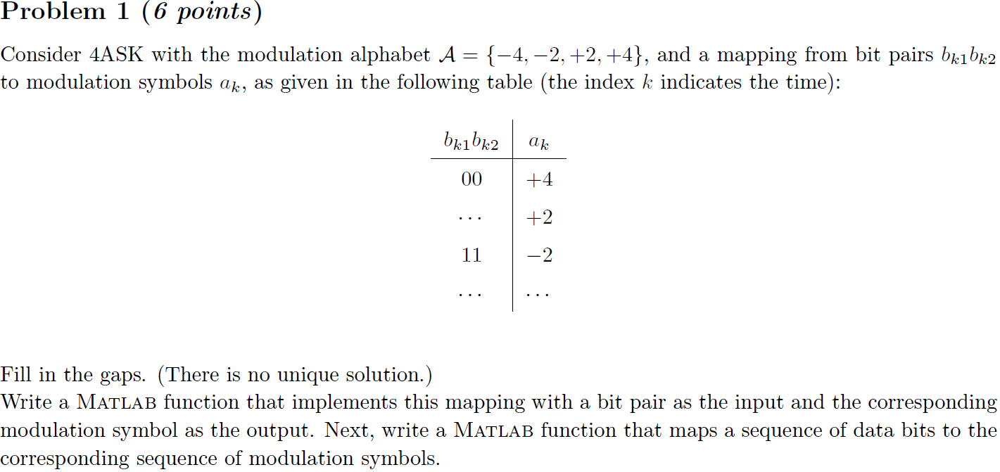 Problem 1 (6 points)
Consider 4ASK with the modulation alphabet 𝒜 = {−4, −2, +2, +4}, and a mapping from bit pairs b_{k1}b_{k2}
to modulation symbols a_k, as given in the following table (the index k indicates the time):
b_{k1}b_{k2} a_k
00 +4
... +2
11 −2
... ...
Fill in the gaps. (There is no unique solution.)
Write a MATLAB function that implements this mapping with a bit pair as the input and the corresponding
modulation symbol as the output. Next, write a MATLAB function that maps a sequence of data bits to the
corresponding sequence of modulation symbols.